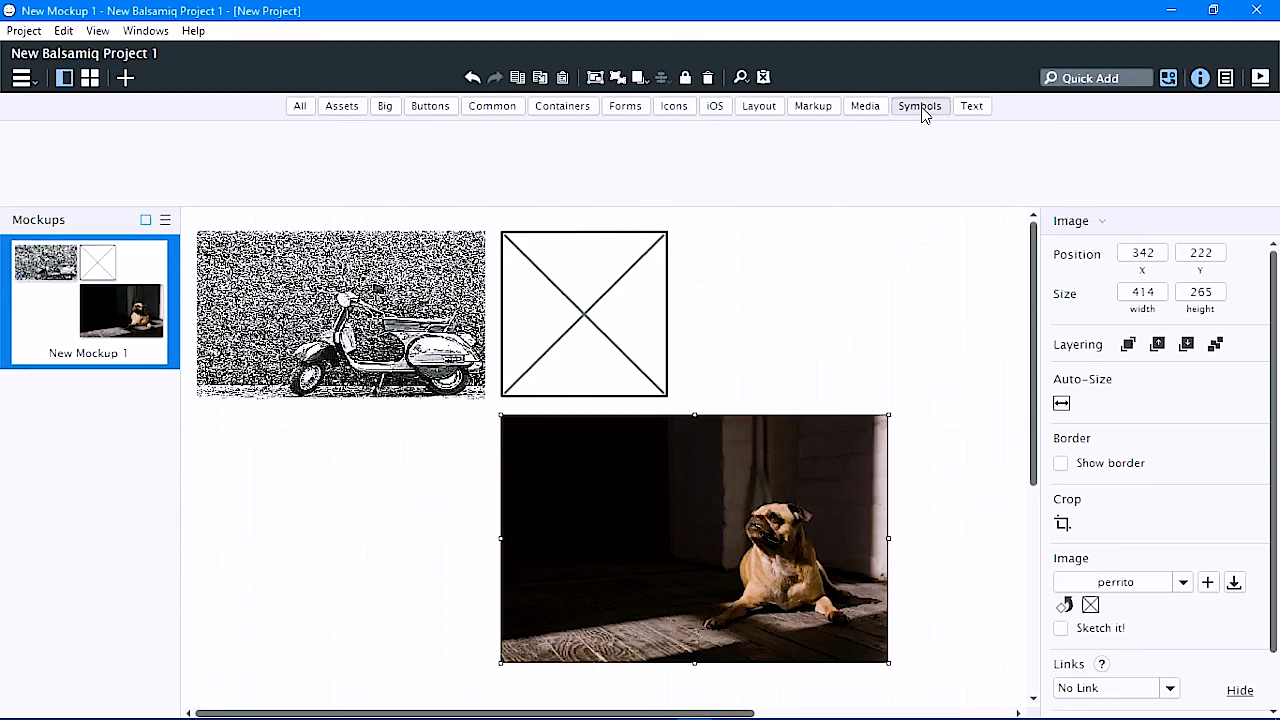 New Mockup 1 - New Balsamiq Project 1 - [New Project]
Project Edit View Windows Help
New Balsamiq Project 1
Quick Add
All Assets Big Buttons Common Containers Forms Icons iOS Layout Markup Media Symbols Text
Mockups
New Mockup 1
Image
Position 342 222
X Y
Size 414 265
width height
Layering
Auto-Size
Border
Show border
Crop
Image
perrito
Sketch it!
Links ?
No Link Hide